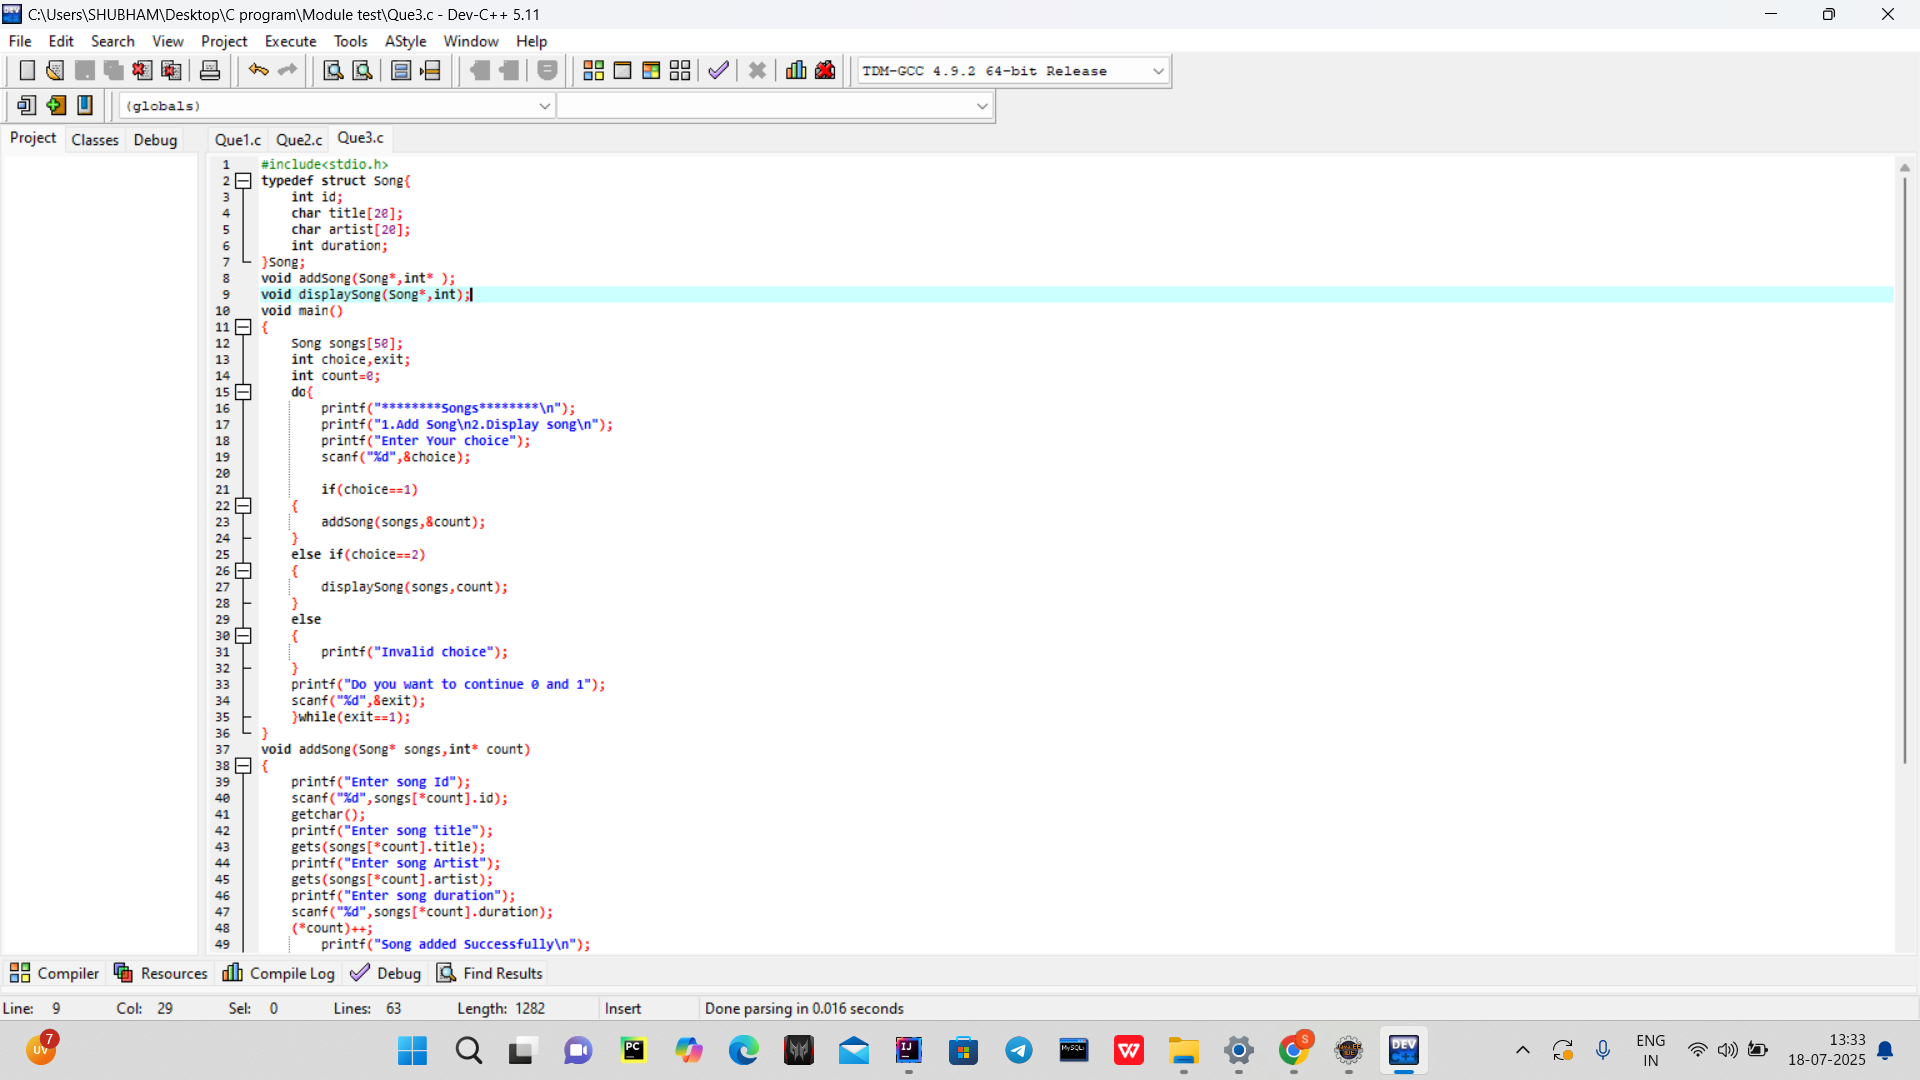 C:\Users\SHUBHAM\Desktop\C program\Module test\Que3.c - Dev-C++ 5.11
File Edit Search View Project Execute Tools AStyle Window Help
TDM-GCC 4.9.2 64-bit Release
(globals)
Project Classes Debug Que1.c Que2.c Que3.c
1 #include<stdio.h>
2 typedef struct Song{
3 int id;
4 char title[20];
5 char artist[20];
6 int duration;
7 }Song;
8 void addSong(Song*,int* );
9 void displaySong(Song*,int);
10 void main()
11 {
12 Song songs[50];
13 int choice,exit;
14 int count=0;
15 do{
16 printf("********Songs********\n");
17 printf("1.Add Song\n2.Display song\n");
18 printf("Enter Your choice");
19 scanf("%d",&choice);
20
21 if(choice==1)
22 {
23 addSong(songs,&count);
24 }
25 else if(choice==2)
26 {
27 displaySong(songs,count);
28 }
29 else
30 {
31 printf("Invalid choice");
32 }
33 printf("Do you want to continue 0 and 1");
34 scanf("%d",&exit);
35 }while(exit==1);
36 }
37 void addSong(Song* songs,int* count)
38 {
39 printf("Enter song Id");
40 scanf("%d",songs[*count].id);
41 getchar();
42 printf("Enter song title");
43 gets(songs[*count].title);
44 printf("Enter song Artist");
45 gets(songs[*count].artist);
46 printf("Enter song duration");
47 scanf("%d",songs[*count].duration);
48 (*count)++;
49 printf("Song added Successfully\n");
Compiler Resources Compile Log Debug Find Results
Line: 9 Col: 29 Sel: 0 Lines: 63 Length: 1282 Insert Done parsing in 0.016 seconds
7
UV
PC
IJ
MySQL
W
S
DEV
C++
ENG
IN
13:33
18-07-2025